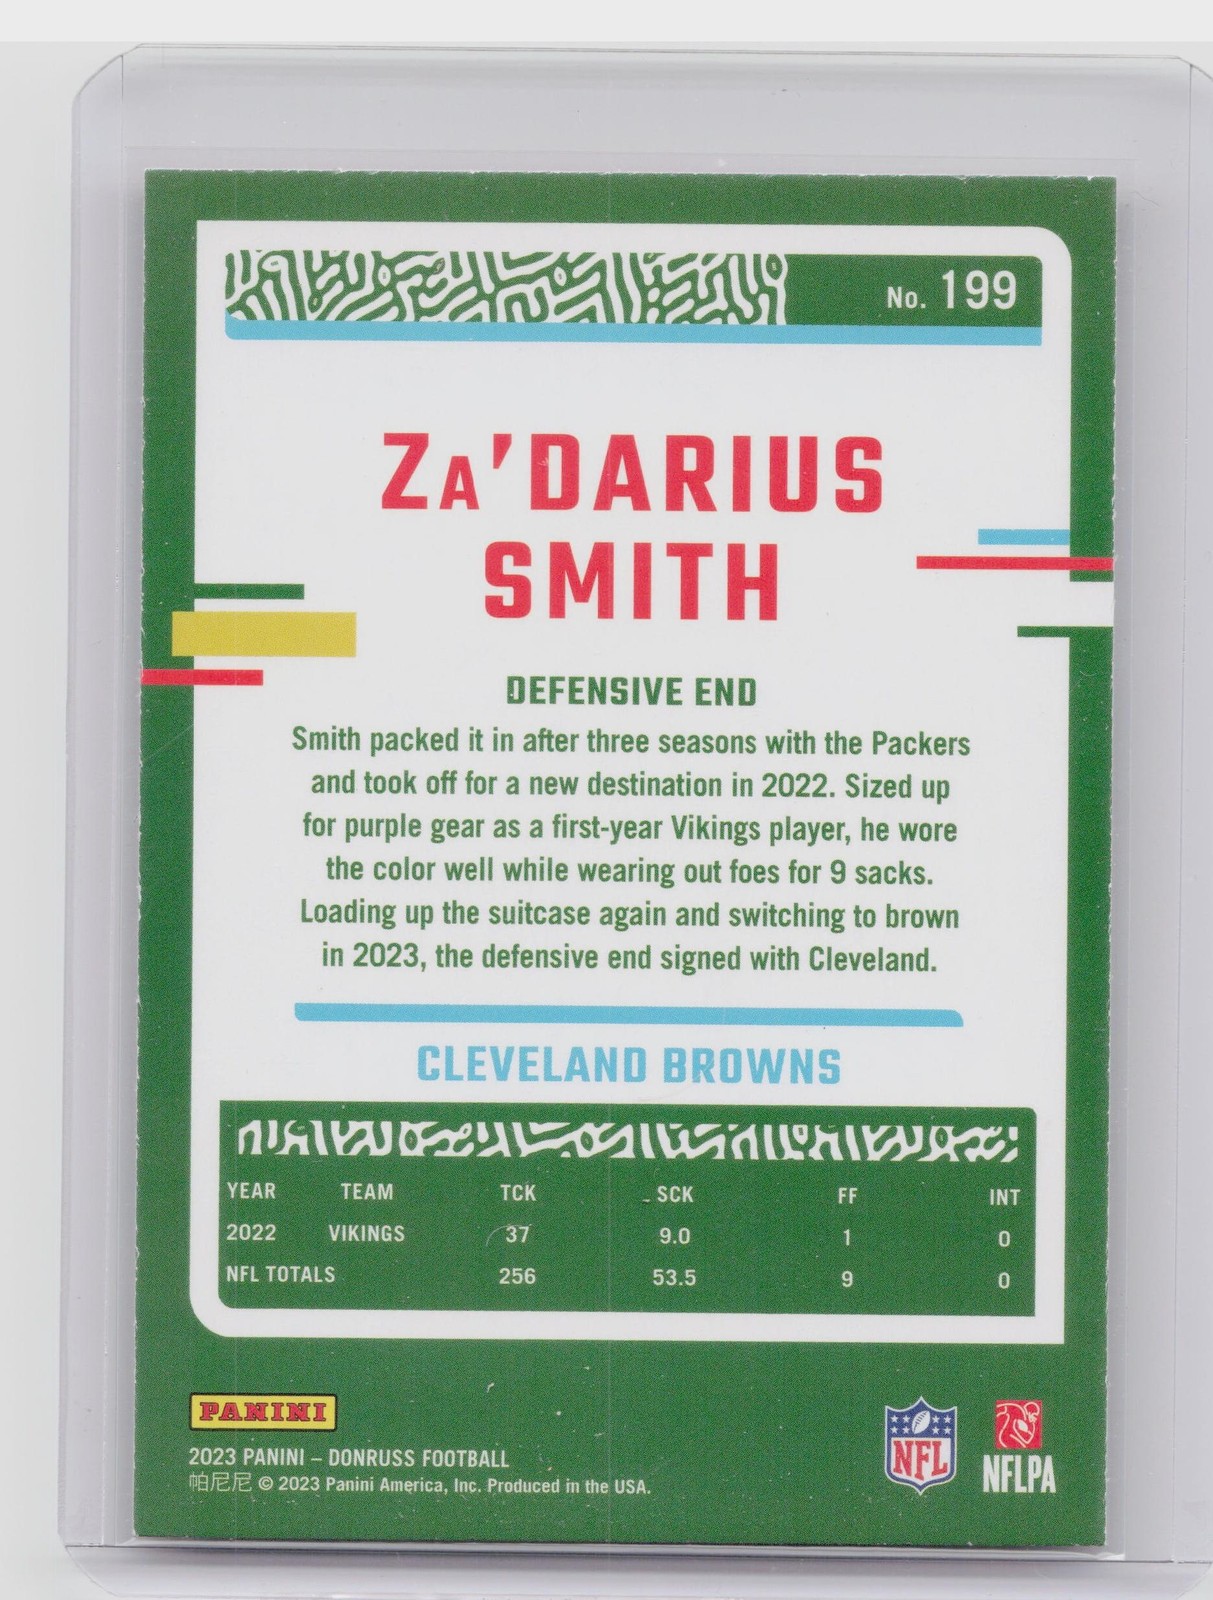 No. 199
ZA'DARIUS
SMITH
DEFENSIVE END
Smith packed it in after three seasons with the Packers
and took off for a new destination in 2022. Sized up
for purple gear as a first-year Vikings player, he wore
the color well while wearing out foes for 9 sacks.
Loading up the suitcase again and switching to brown
in 2023, the defensive end signed with Cleveland.
CLEVELAND BROWNS
YEAR TEAM TCK SCK FF INT
2022 VIKINGS 37 9.0 1 0
NFL TOTALS 256 53.5 9 0
PANINI
2023 PANINI – DONRUSS FOOTBALL
帕尼尼 © 2023 Panini America, Inc. Produced in the USA.
NFL
NFLPA